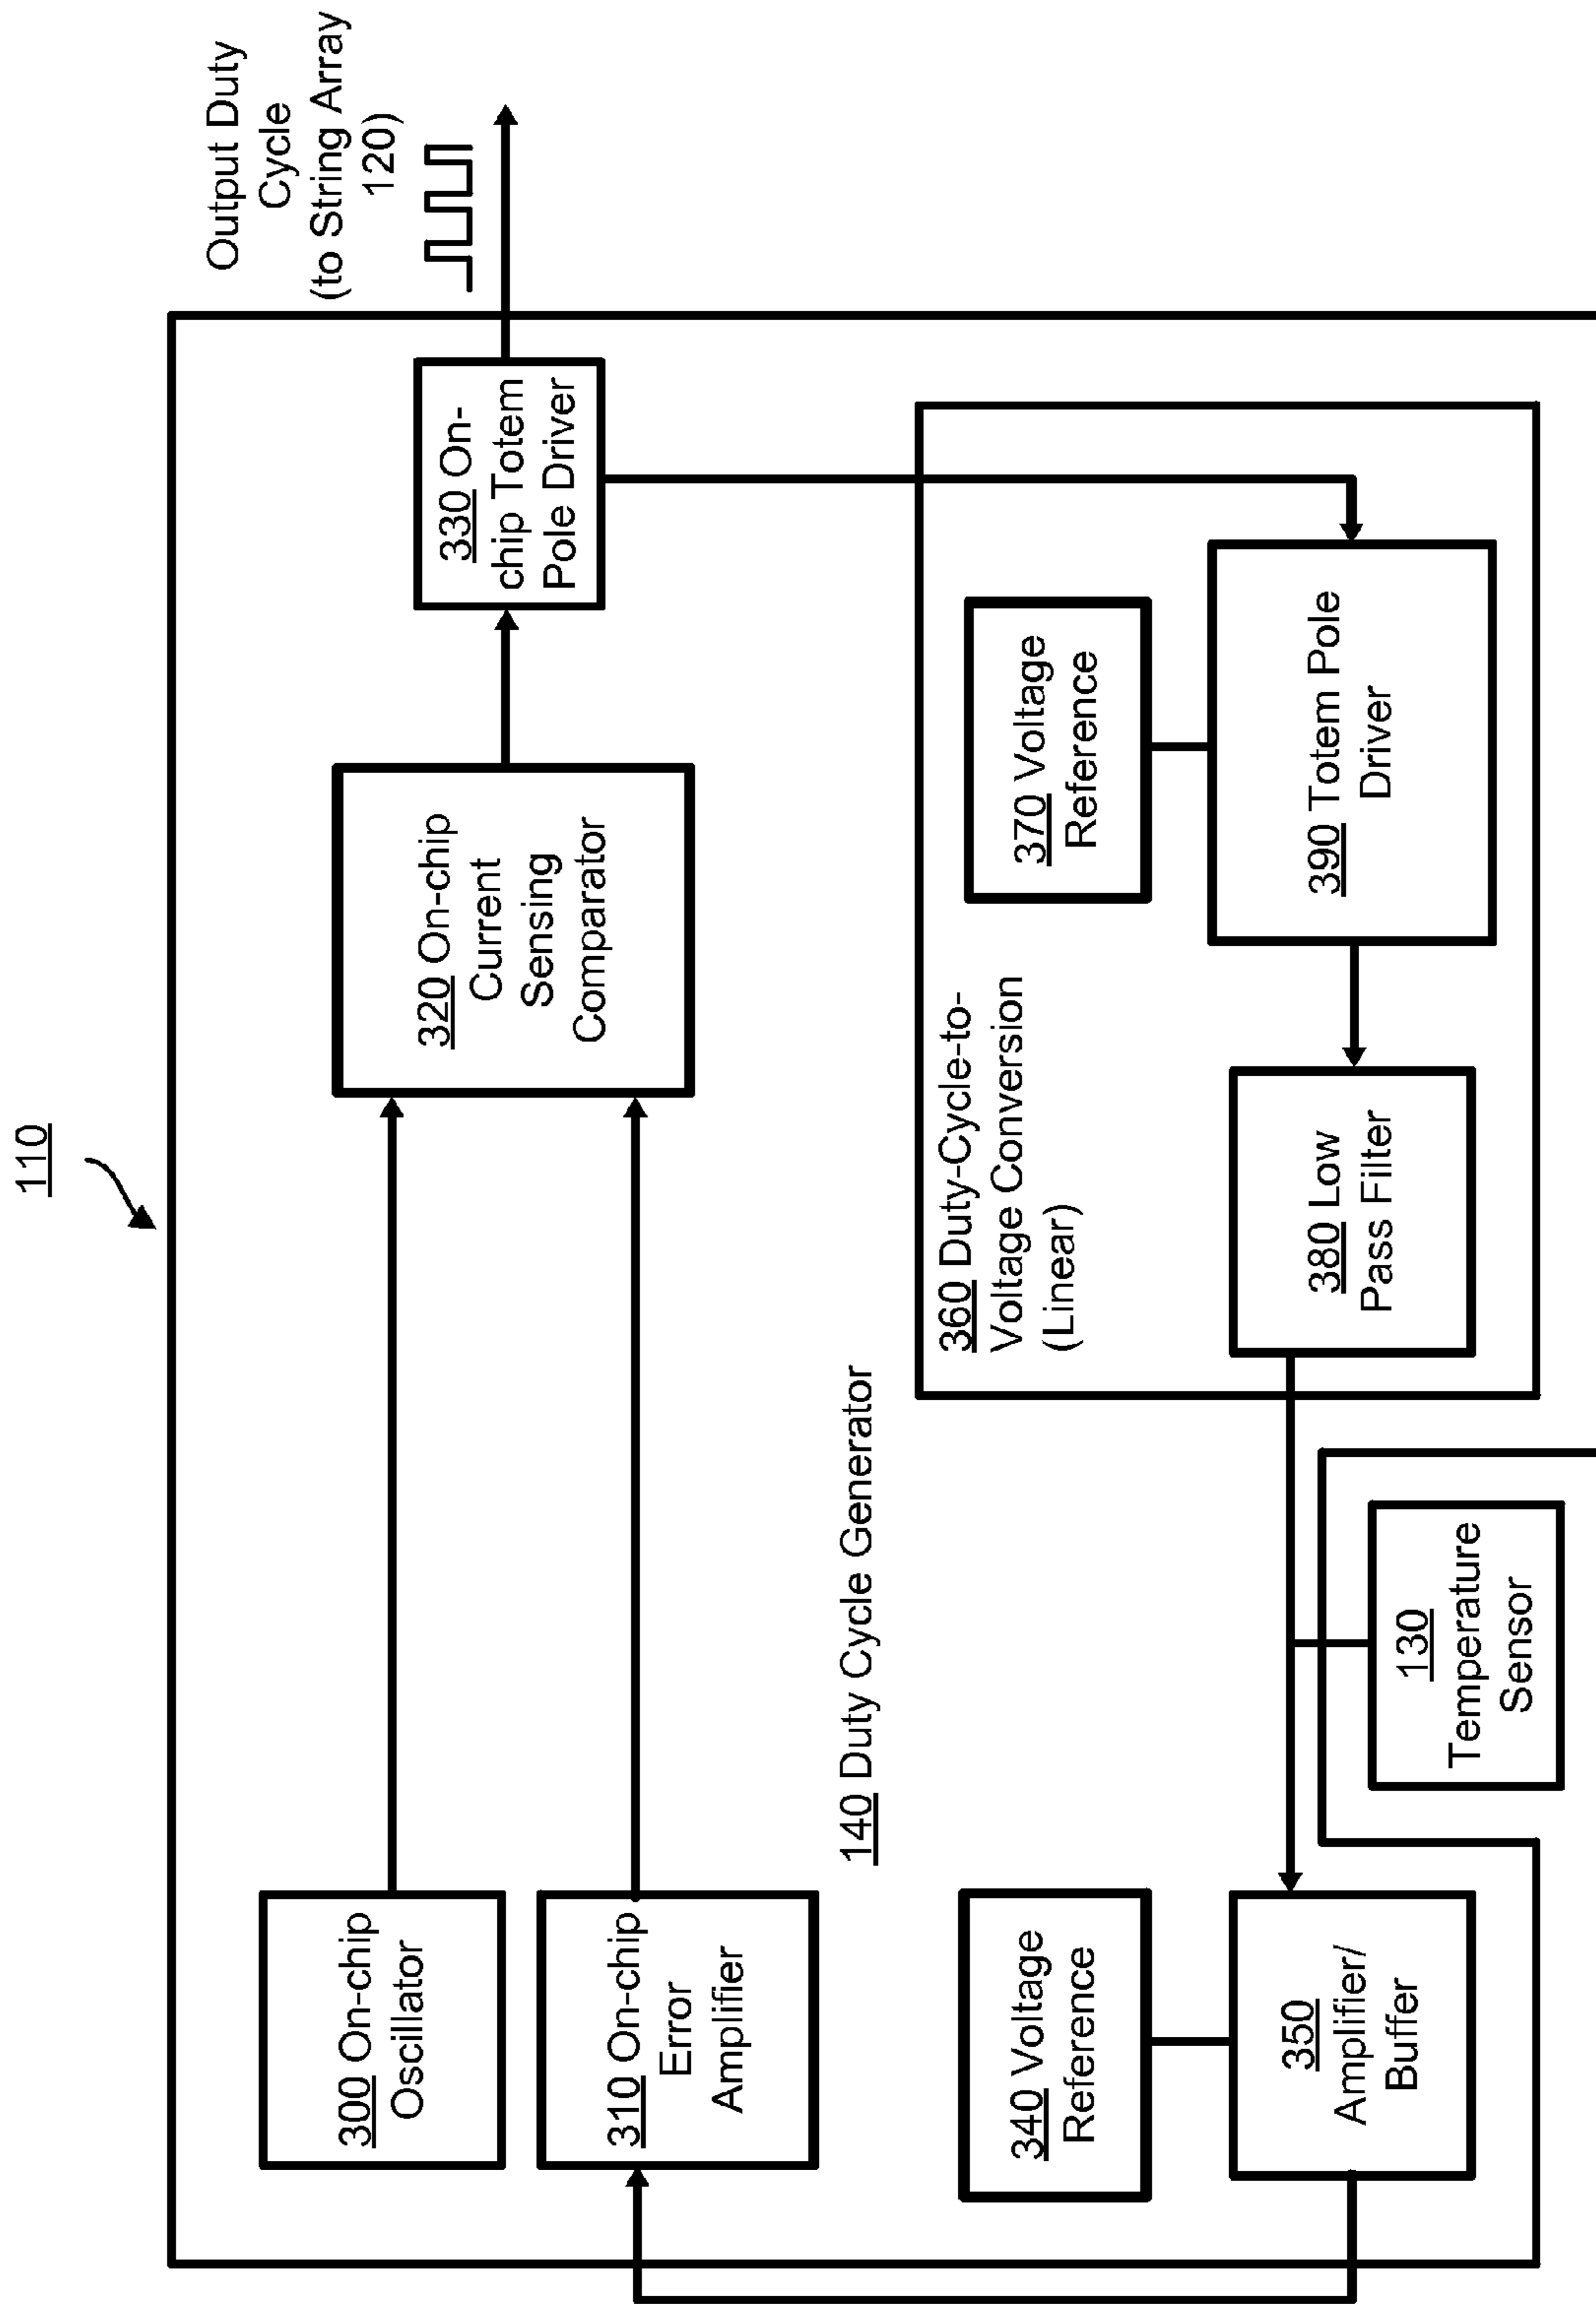 110
Output Duty
Cycle
(to String Array
120)
300 On-chip
Oscillator
310 On-chip
Error
Amplifier
320 On-chip
Current
Sensing
Comparator
330 On-
chip Totem
Pole Driver
140 Duty Cycle Generator
340 Voltage
Reference
350
Amplifier/
Buffer
130
Temperature
Sensor
360 Duty-Cycle-to-
Voltage Conversion
(Linear)
370 Voltage
Reference
380 Low
Pass Filter
390 Totem Pole
Driver